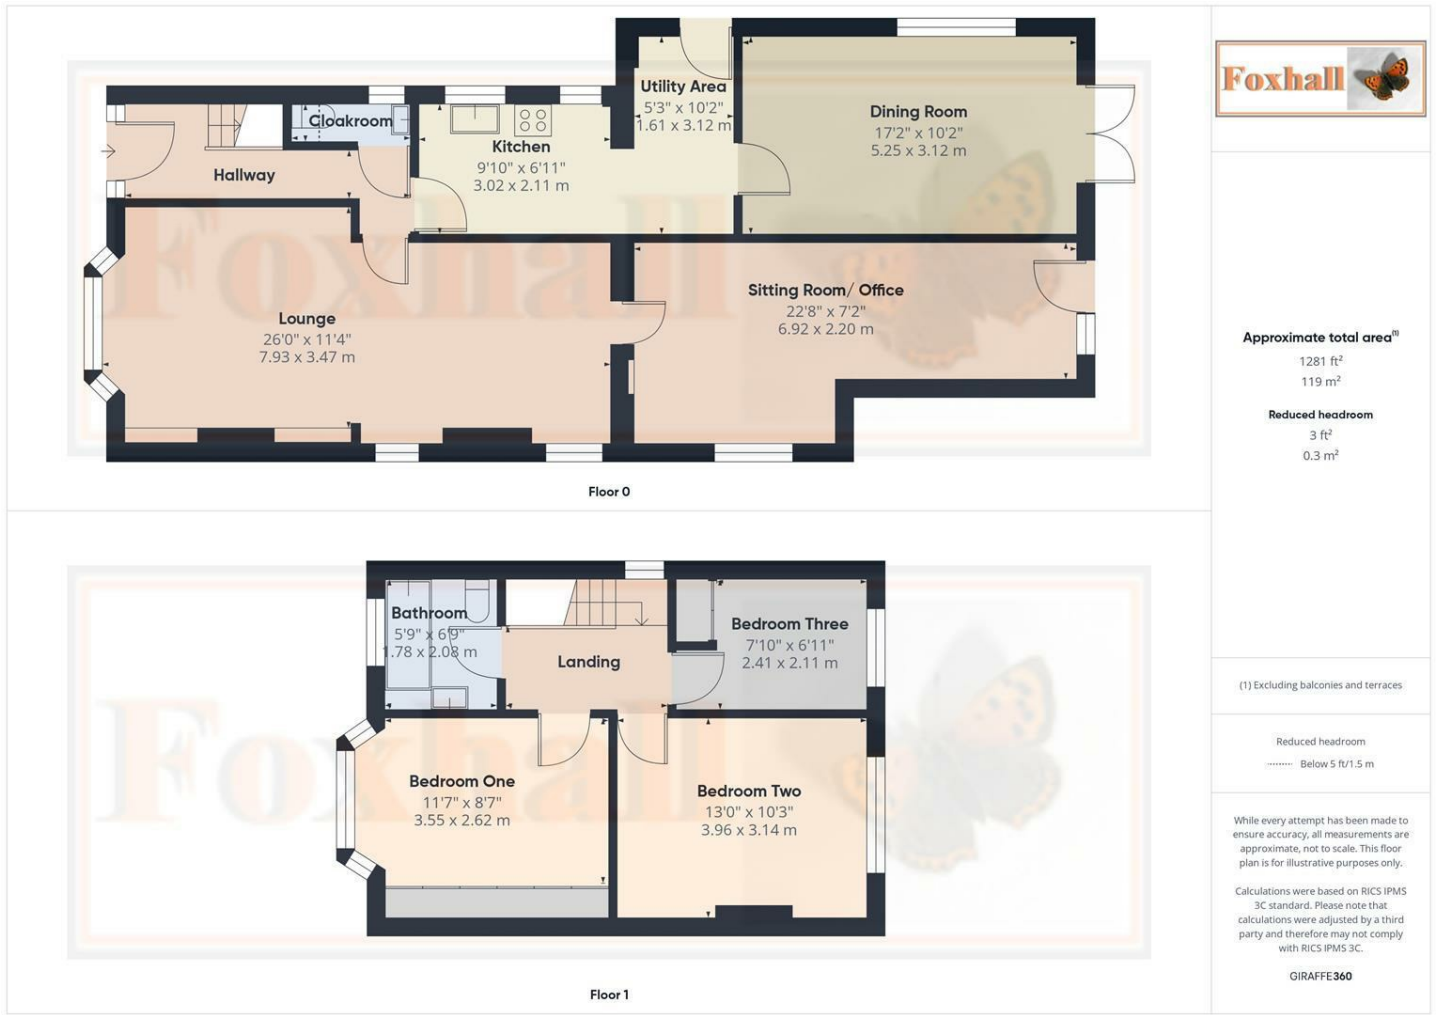 Utility Area
5'3" x 10'2"
1.61 x 3.12 m
Dining Room
17'2" x 10'2"
5.25 x 3.12 m
Cloakroom
Kitchen
9'10" x 6'11"
3.02 x 2.11 m
Hallway
Foxhall
Lounge
26'0" x 11'4"
7.93 x 3.47 m
Sitting Room/ Office
22'8" x 7'2"
6.92 x 2.20 m
Floor 0
Bathroom
5'9" x 6'9"
1.78 x 2.08 m
Landing
Bedroom Three
7'10" x 6'11"
2.41 x 2.11 m
Foxhall
Bedroom One
11'7" x 8'7"
3.55 x 2.62 m
Bedroom Two
13'0" x 10'3"
3.96 x 3.14 m
Floor 1
Foxhall
Approximate total area(1)
1281 ft²
119 m²
Reduced headroom
3 ft²
0.3 m²
(1) Excluding balconies and terraces
Reduced headroom
Below 5 ft/1.5 m
While every attempt has been made to
ensure accuracy, all measurements are
approximate, not to scale. This floor
plan is for illustrative purposes only.
Calculations were based on RICS IPMS
3C standard. Please note that
calculations were adjusted by a third
party and therefore may not comply
with RICS IPMS 3C.
GIRAFFE360